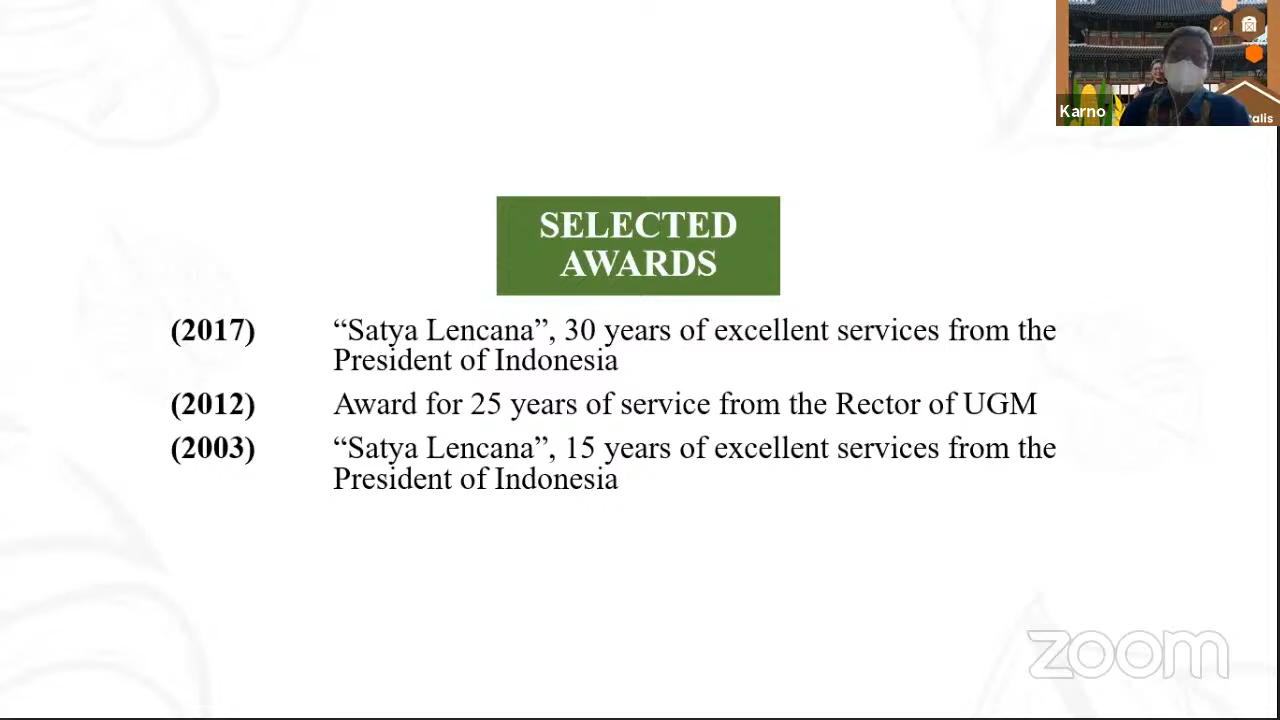 Karno
SELECTED
AWARDS
(2017) “Satya Lencana”, 30 years of excellent services from the
President of Indonesia
(2012) Award for 25 years of service from the Rector of UGM
(2003) “Satya Lencana”, 15 years of excellent services from the
President of Indonesia
zoom